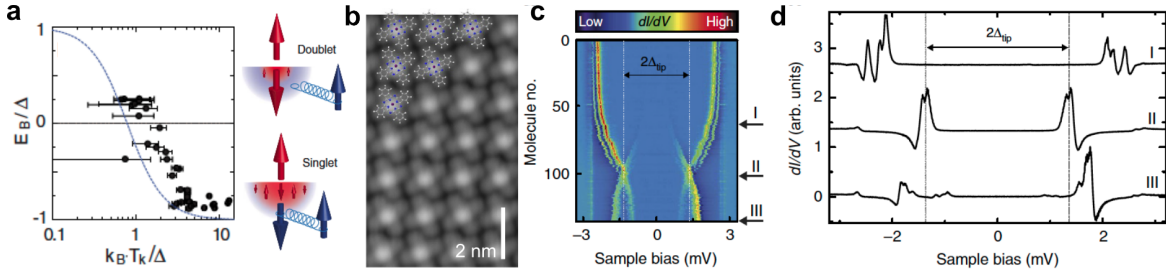 a
E_B/Δ
1
0
-1
0.1
1
10
k_B·T_k/Δ
Doublet
Singlet
b
2 nm
c
Low
dI/dV
High
Molecule no.
0
50
100
2Δ_tip
I
II
III
−3
0
3
Sample bias (mV)
d
dI/dV (arb. units)
3
2
1
0
2Δ_tip
I
II
III
−2
0
2
Sample bias (mV)